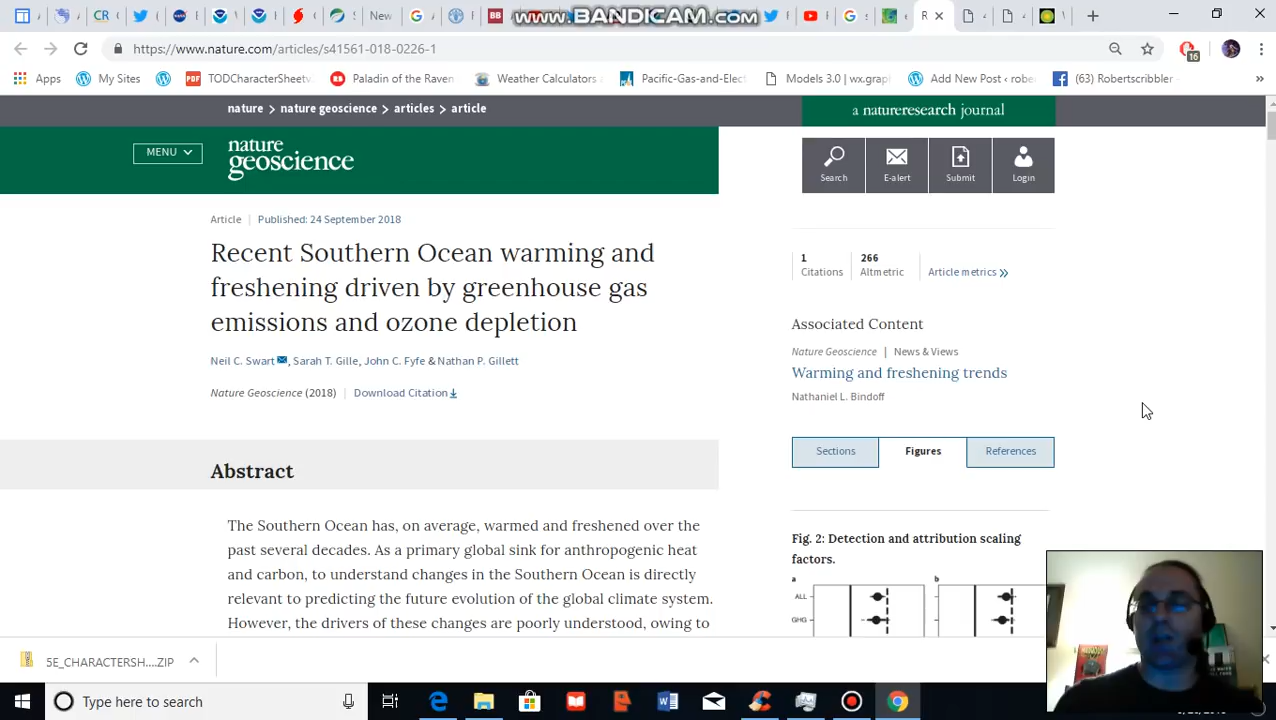 CR
New
BB
R
www.BANDICAM.com
https://www.nature.com/articles/s41561-018-0226-1
16
Apps
My Sites
TODCharacterSheetv
Paladin of the Raven
Weather Calculators
Pacific-Gas-and-Elect
Models 3.0 | wx.grap
Add New Post ‹ robe
(63) Robertscribbler
nature > nature geoscience > articles > article
a natureresearch journal
MENU
nature
geoscience
Search
E-alert
Submit
Login
Article
Published: 24 September 2018
Recent Southern Ocean warming and
freshening driven by greenhouse gas
emissions and ozone depletion
Neil C. Swart, Sarah T. Gille, John C. Fyfe & Nathan P. Gillett
Nature Geoscience (2018)
Download Citation
1
Citations
266
Altmetric
Article metrics >>
Associated Content
Nature Geoscience | News & Views
Warming and freshening trends
Nathaniel L. Bindoff
Sections
Figures
References
Abstract
The Southern Ocean has, on average, warmed and freshened over the
past several decades. As a primary global sink for anthropogenic heat
and carbon, to understand changes in the Southern Ocean is directly
relevant to predicting the future evolution of the global climate system.
However, the drivers of these changes are poorly understood, owing to
Fig. 2: Detection and attribution scaling
factors.
a
b
ALL
GHG
5E_CHARACTERSH....ZIP
Type here to search